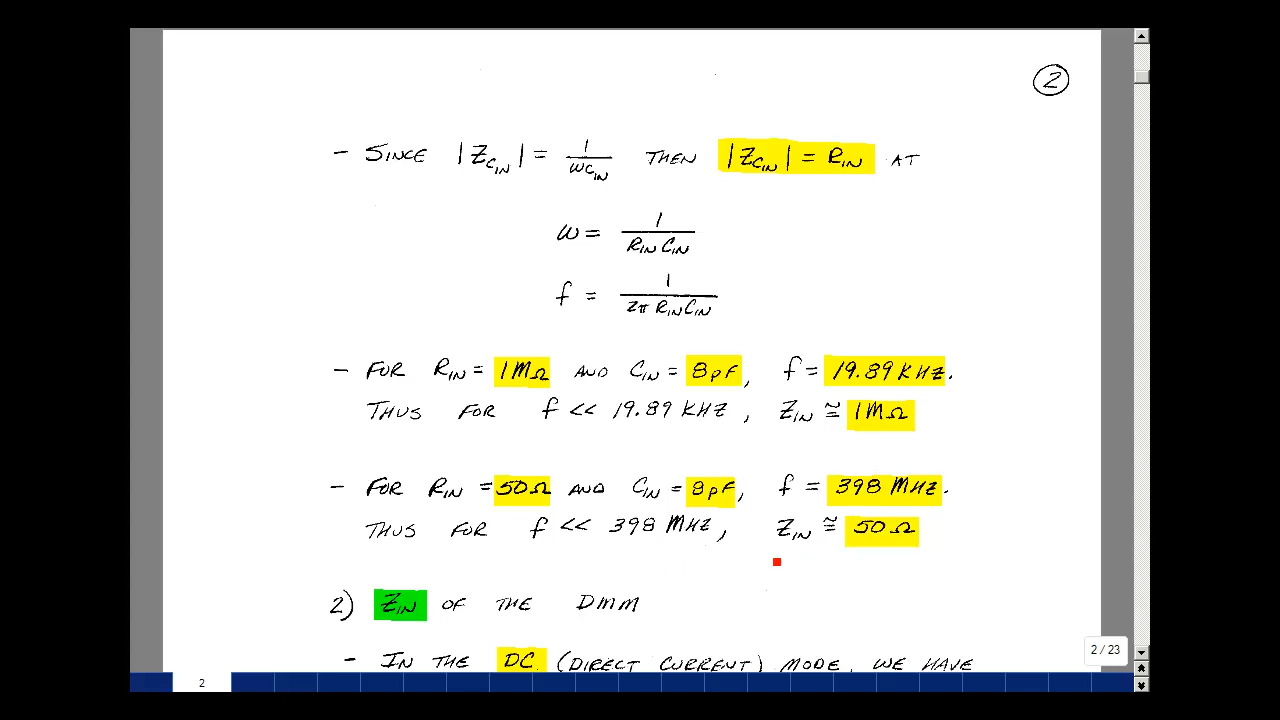 2
- SINCE |Z_CIN| = 1/ωC_IN THEN |Z_CIN| = R_IN AT
ω = 1/R_IN C_IN
f = 1/2π R_IN C_IN
- FOR R_IN = 1MΩ AND C_IN = 8pF, f = 19.89 KHZ.
THUS FOR f << 19.89 KHZ, Z_IN ≅ 1MΩ
- FOR R_IN = 50Ω AND C_IN = 8pF, f = 398 MHZ.
THUS FOR f << 398 MHZ, Z_IN ≅ 50Ω
2) Z_IN OF THE DMM
- IN THE DC (DIRECT CURRENT) MODE, WE HAVE
2 / 23
2